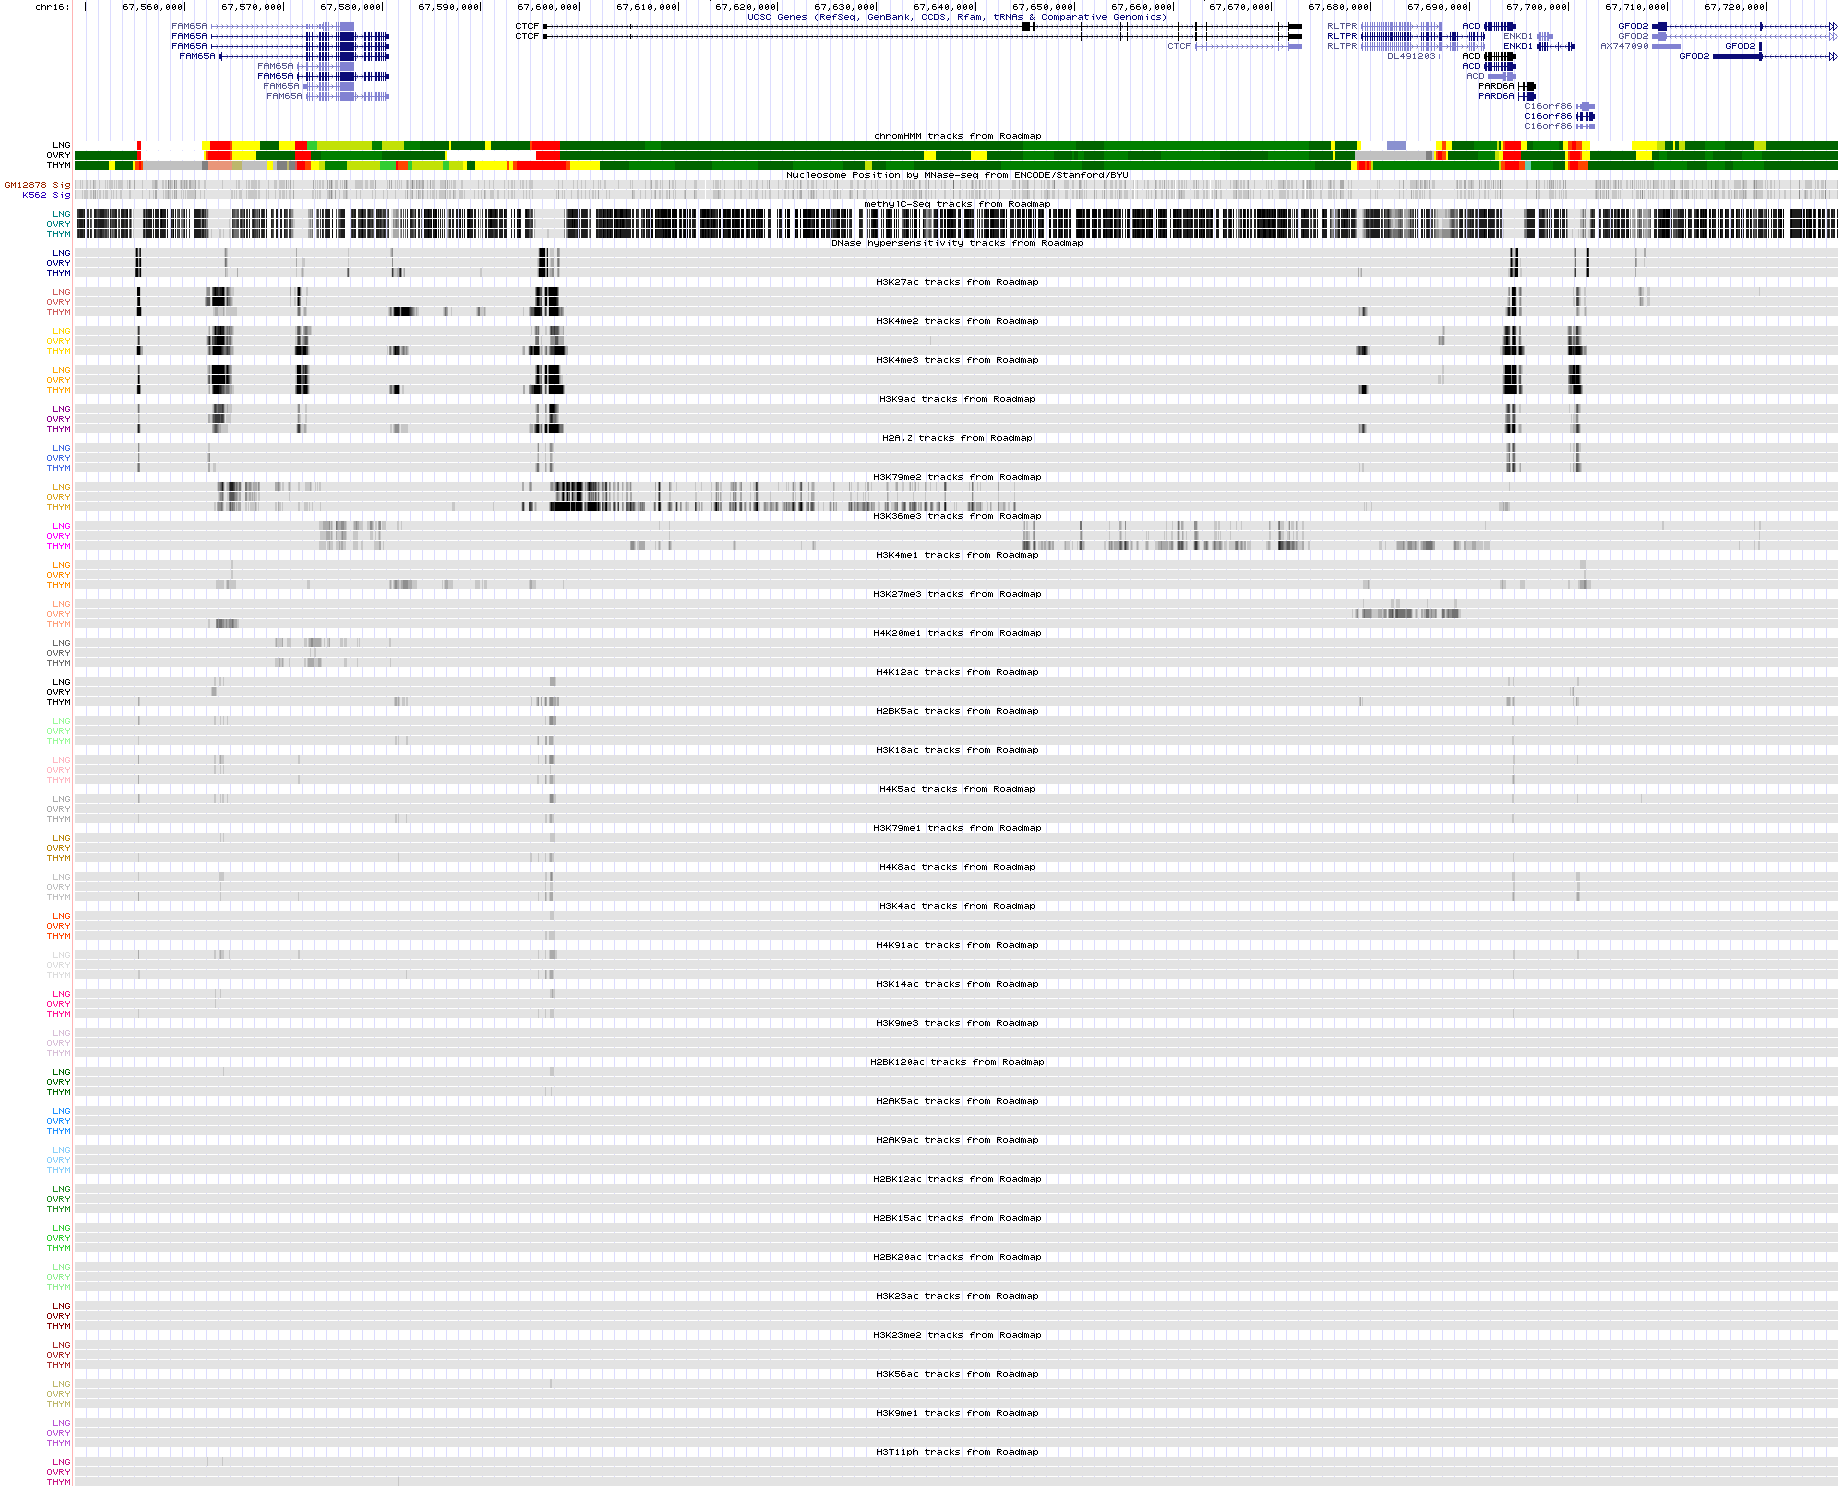 chr16: 67,560,000 67,570,000 67,580,000 67,590,000 67,600,000 67,610,000 67,620,000 67,630,000 67,640,000 67,650,000 67,660,000 67,670,000 67,680,000 67,690,000 67,700,000 67,710,000 67,720,000
UCSC Genes (RefSeq, GenBank, CCDS, Rfam, tRNAs & Comparative Genomics)
FAM65A CTCF RLTPR ACD GFOD2
FAM65A CTCF RLTPR ENKD1 GFOD2
FAM65A CTCF RLTPR ENKD1 AX747090 GFOD2
FAM65A DL491203 ACD GFOD2
FAM65A ACD
FAM65A ACD
FAM65A PARD6A
FAM65A PARD6A
C16orf86
C16orf86
C16orf86
chromHMM tracks from Roadmap
LNG
OVRY
THYM
Nucleosome Position by MNase-seq from ENCODE/Stanford/BYU
GM12878 Sig
K562 Sig
methylC-Seq tracks from Roadmap
LNG
OVRY
THYM
DNase hypersensitivity tracks from Roadmap
LNG
OVRY
THYM
H3K27ac tracks from Roadmap
LNG
OVRY
THYM
H3K4me2 tracks from Roadmap
LNG
OVRY
THYM
H3K4me3 tracks from Roadmap
LNG
OVRY
THYM
H3K9ac tracks from Roadmap
LNG
OVRY
THYM
H2A.Z tracks from Roadmap
LNG
OVRY
THYM
H3K79me2 tracks from Roadmap
LNG
OVRY
THYM
H3K36me3 tracks from Roadmap
LNG
OVRY
THYM
H3K4me1 tracks from Roadmap
LNG
OVRY
THYM
H3K27me3 tracks from Roadmap
LNG
OVRY
THYM
H4K20me1 tracks from Roadmap
LNG
OVRY
THYM
H4K12ac tracks from Roadmap
LNG
OVRY
THYM
H2BK5ac tracks from Roadmap
LNG
OVRY
THYM
H3K18ac tracks from Roadmap
LNG
OVRY
THYM
H4K5ac tracks from Roadmap
LNG
OVRY
THYM
H3K79me1 tracks from Roadmap
LNG
OVRY
THYM
H4K8ac tracks from Roadmap
LNG
OVRY
THYM
H3K4ac tracks from Roadmap
LNG
OVRY
THYM
H4K91ac tracks from Roadmap
LNG
OVRY
THYM
H3K14ac tracks from Roadmap
LNG
OVRY
THYM
H3K9me3 tracks from Roadmap
LNG
OVRY
THYM
H2BK120ac tracks from Roadmap
LNG
OVRY
THYM
H2AK5ac tracks from Roadmap
LNG
OVRY
THYM
H2AK9ac tracks from Roadmap
LNG
OVRY
THYM
H2BK12ac tracks from Roadmap
LNG
OVRY
THYM
H2BK15ac tracks from Roadmap
LNG
OVRY
THYM
H2BK20ac tracks from Roadmap
LNG
OVRY
THYM
H3K23ac tracks from Roadmap
LNG
OVRY
THYM
H3K23me2 tracks from Roadmap
LNG
OVRY
THYM
H3K56ac tracks from Roadmap
LNG
OVRY
THYM
H3K9me1 tracks from Roadmap
LNG
OVRY
THYM
H3T11ph tracks from Roadmap
LNG
OVRY
THYM